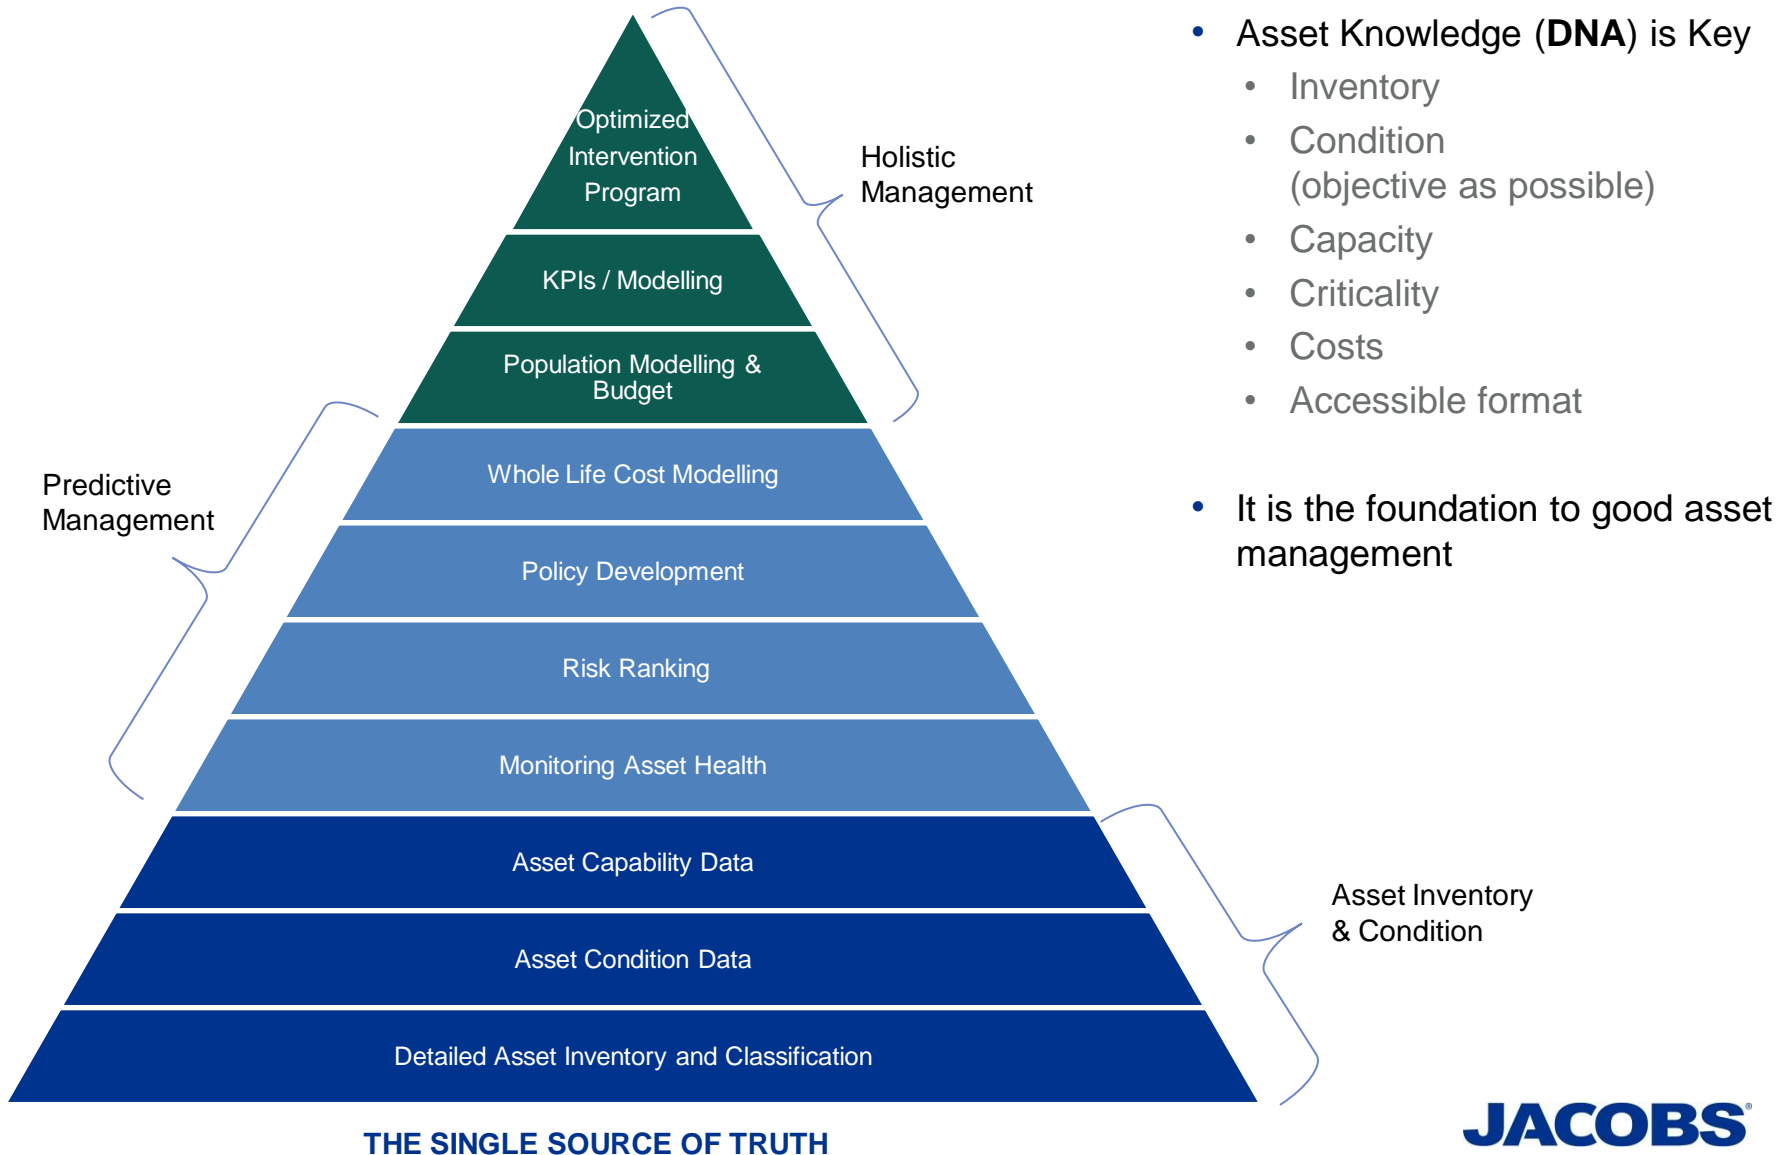 Optimized
Intervention
Program
KPIs / Modelling
Population Modelling &
Budget
Whole Life Cost Modelling
Policy Development
Risk Ranking
Monitoring Asset Health
Asset Capability Data
Asset Condition Data
Detailed Asset Inventory and Classification
THE SINGLE SOURCE OF TRUTH
Holistic
Management
Predictive
Management
Asset Inventory
& Condition
• Asset Knowledge (DNA) is Key
• Inventory
• Condition
(objective as possible)
• Capacity
• Criticality
• Costs
• Accessible format
• It is the foundation to good asset
management
JACOBS®